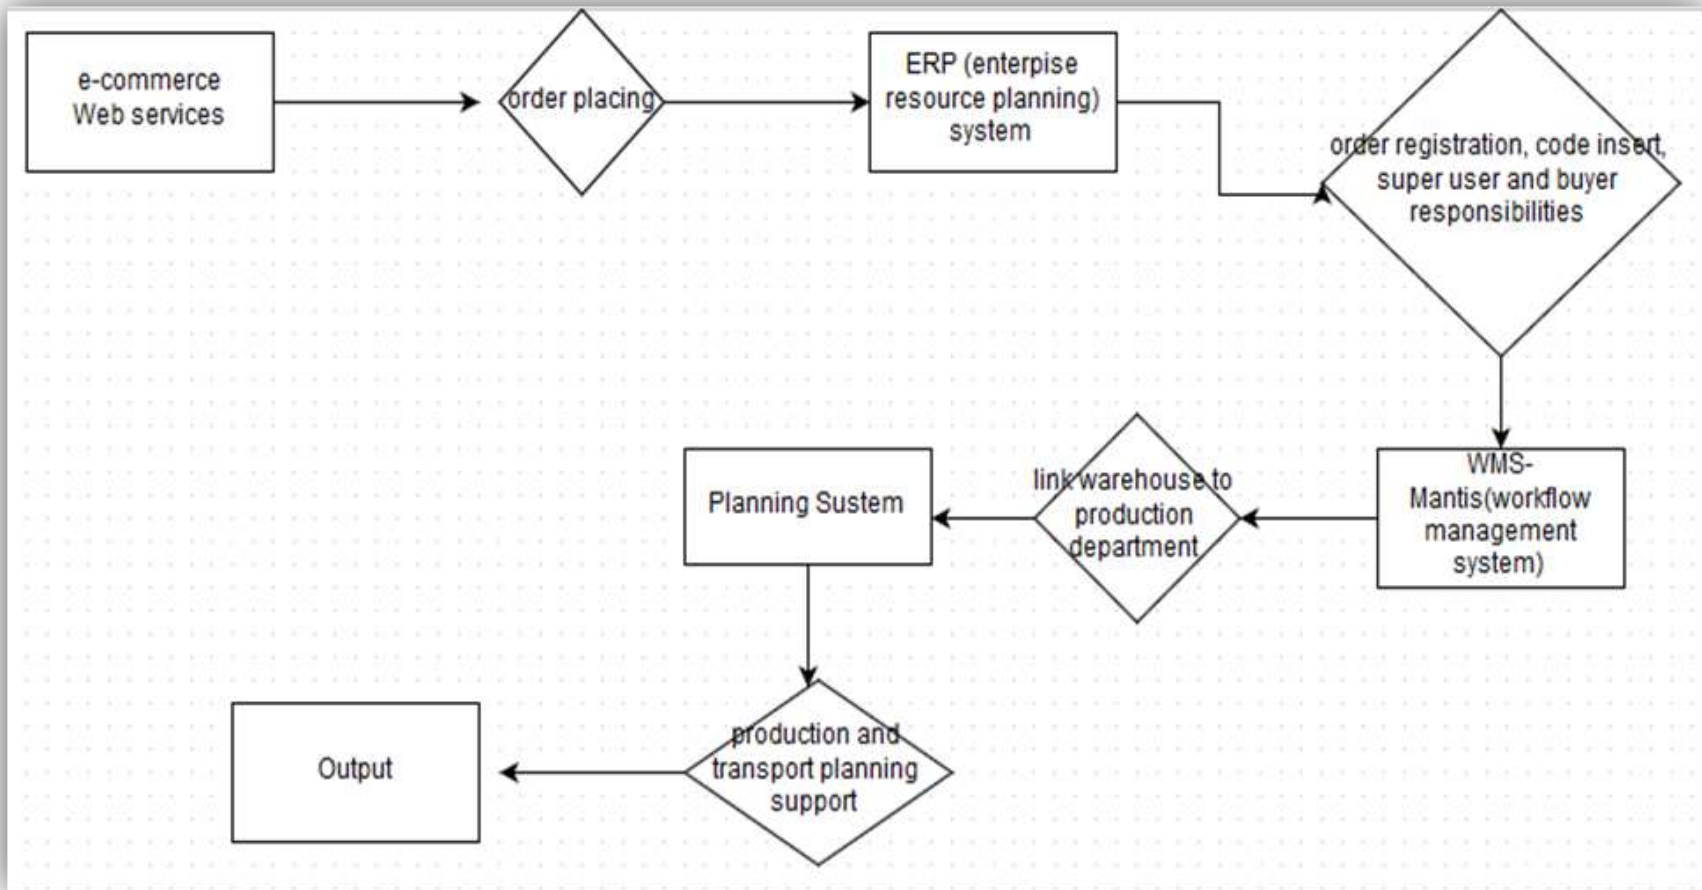 e-commerce
Web services
order placing
ERP (enterpise
resource planning)
system
order registration, code insert,
super user and buyer
responsibilities
WMS-
Mantis(workflow
management
system)
link warehouse to
production
department
Planning Sustem
production and
transport planning
support
Output